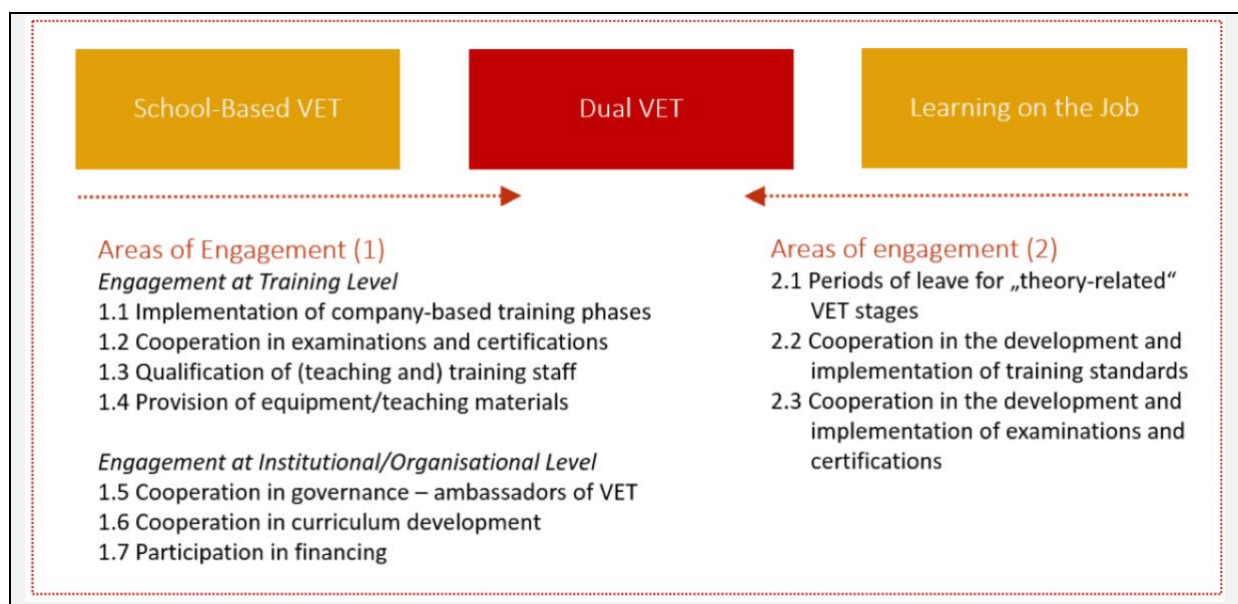 School-Based VET
Dual VET
Learning on the Job
Areas of Engagement (1)
Engagement at Training Level
1.1 Implementation of company-based training phases
1.2 Cooperation in examinations and certifications
1.3 Qualification of (teaching and) training staff
1.4 Provision of equipment/teaching materials
Engagement at Institutional/Organisational Level
1.5 Cooperation in governance – ambassadors of VET
1.6 Cooperation in curriculum development
1.7 Participation in financing
Areas of engagement (2)
2.1 Periods of leave for „theory-related“
VET stages
2.2 Cooperation in the development and
implementation of training standards
2.3 Cooperation in the development and
implementation of examinations and
certifications